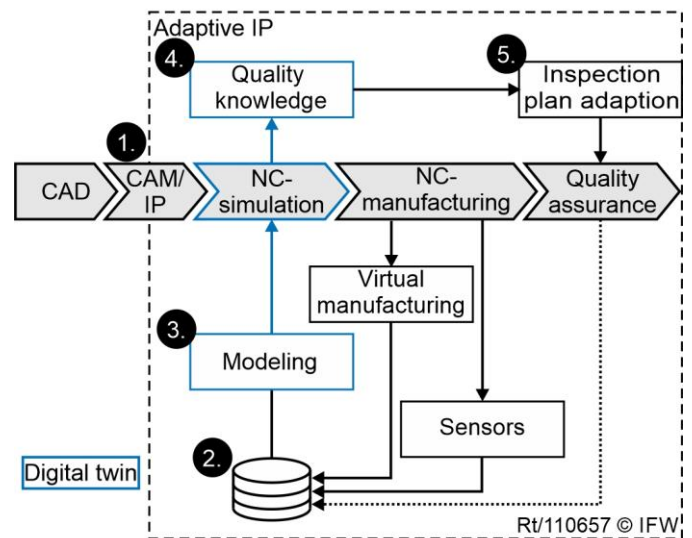 Adaptive IP
4.
Quality
knowledge
5.
Inspection
plan adaption
1.
CAD
CAM/
IP
NC-
simulation
NC-
manufacturing
Quality
assurance
Virtual
manufacturing
3.
Modeling
Sensors
2.
Digital twin
Rt/110657 © IFW